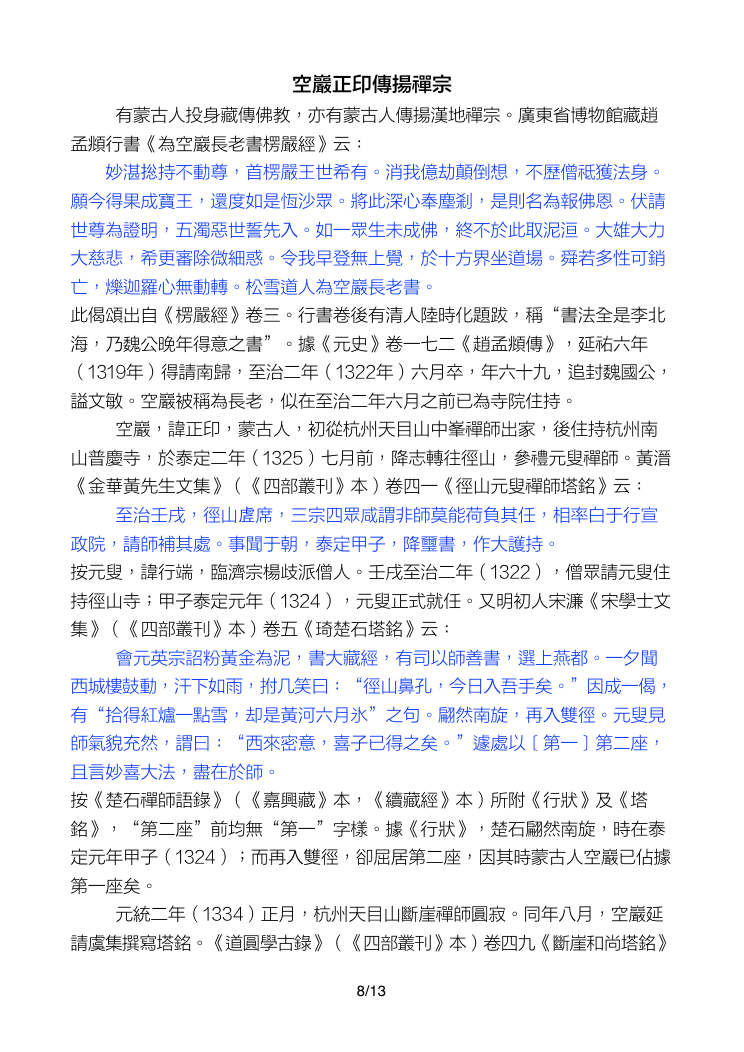 空巖正印傳揚禪宗
有蒙古人投身藏傳佛教，亦有蒙古人傳揚漢地禪宗。廣東省博物館藏趙
孟頫行書《為空巖長老書楞嚴經》云：
妙湛捴持不動尊，首楞嚴王世希有。消我億劫顛倒想，不歷僧祗獲法身。
願今得果成寶王，還度如是恆沙眾。將此深心奉塵剎，是則名為報佛恩。伏請
世尊為證明，五濁惡世誓先入。如一眾生未成佛，終不於此取泥洹。大雄大力
大慈悲，希更審除微細惑。令我早登無上覺，於十方界坐道場。舜若多性可銷
亡，爍迦羅心無動轉。松雪道人為空巖長老書。
此偈頌出自《楞嚴經》卷三。行書卷後有清人陸時化題跋，稱“書法全是李北
海，乃魏公晚年得意之書”。據《元史》卷一七二《趙孟頫傳》，延祐六年
（1319年）得請南歸，至治二年（1322年）六月卒，年六十九，追封魏國公，
謚文敏。空巖被稱為長老，似在至治二年六月之前已為寺院住持。
空巖，諱正印，蒙古人，初從杭州天目山中峯禪師出家，後住持杭州南
山普慶寺，於泰定二年（1325）七月前，降志轉往徑山，參禮元叟禪師。黃溍
《金華黃先生文集》（《四部叢刊》本）卷四一《徑山元叟禪師塔銘》云：
至治壬戌，徑山虗席，三宗四眾咸謂非師莫能荷負其任，相率白于行宣
政院，請師補其處。事聞于朝，泰定甲子，降璽書，作大護持。
按元叟，諱行端，臨濟宗楊歧派僧人。壬戌至治二年（1322），僧眾請元叟住
持徑山寺；甲子泰定元年（1324），元叟正式就任。又明初人宋濂《宋學士文
集》（《四部叢刊》本）卷五《琦楚石塔銘》云：
會元英宗詔粉黃金為泥，書大藏經，有司以師善書，選上燕都。一夕聞
西城樓鼓動，汗下如雨，拊几笑曰：“徑山鼻孔，今日入吾手矣。”因成一偈，
有“拾得紅爐一點雪，却是黃河六月氷”之句。翩然南旋，再入雙徑。元叟見
師氣貌充然，謂曰：“西來密意，喜子已得之矣。”遽處以［第一］第二座，
且言妙喜大法，盡在於師。
按《楚石禪師語錄》（《嘉興藏》本，《續藏經》本）所附《行狀》及《塔
銘》，“第二座”前均無“第一”字樣。據《行狀》，楚石翩然南旋，時在泰
定元年甲子（1324）；而再入雙徑，卻屈居第二座，因其時蒙古人空巖已佔據
第一座矣。
元統二年（1334）正月，杭州天目山斷崖禪師圓寂。同年八月，空巖延
請虞集撰寫塔銘。《道園學古錄》（《四部叢刊》本）卷四九《斷崖和尚塔銘》
8/13